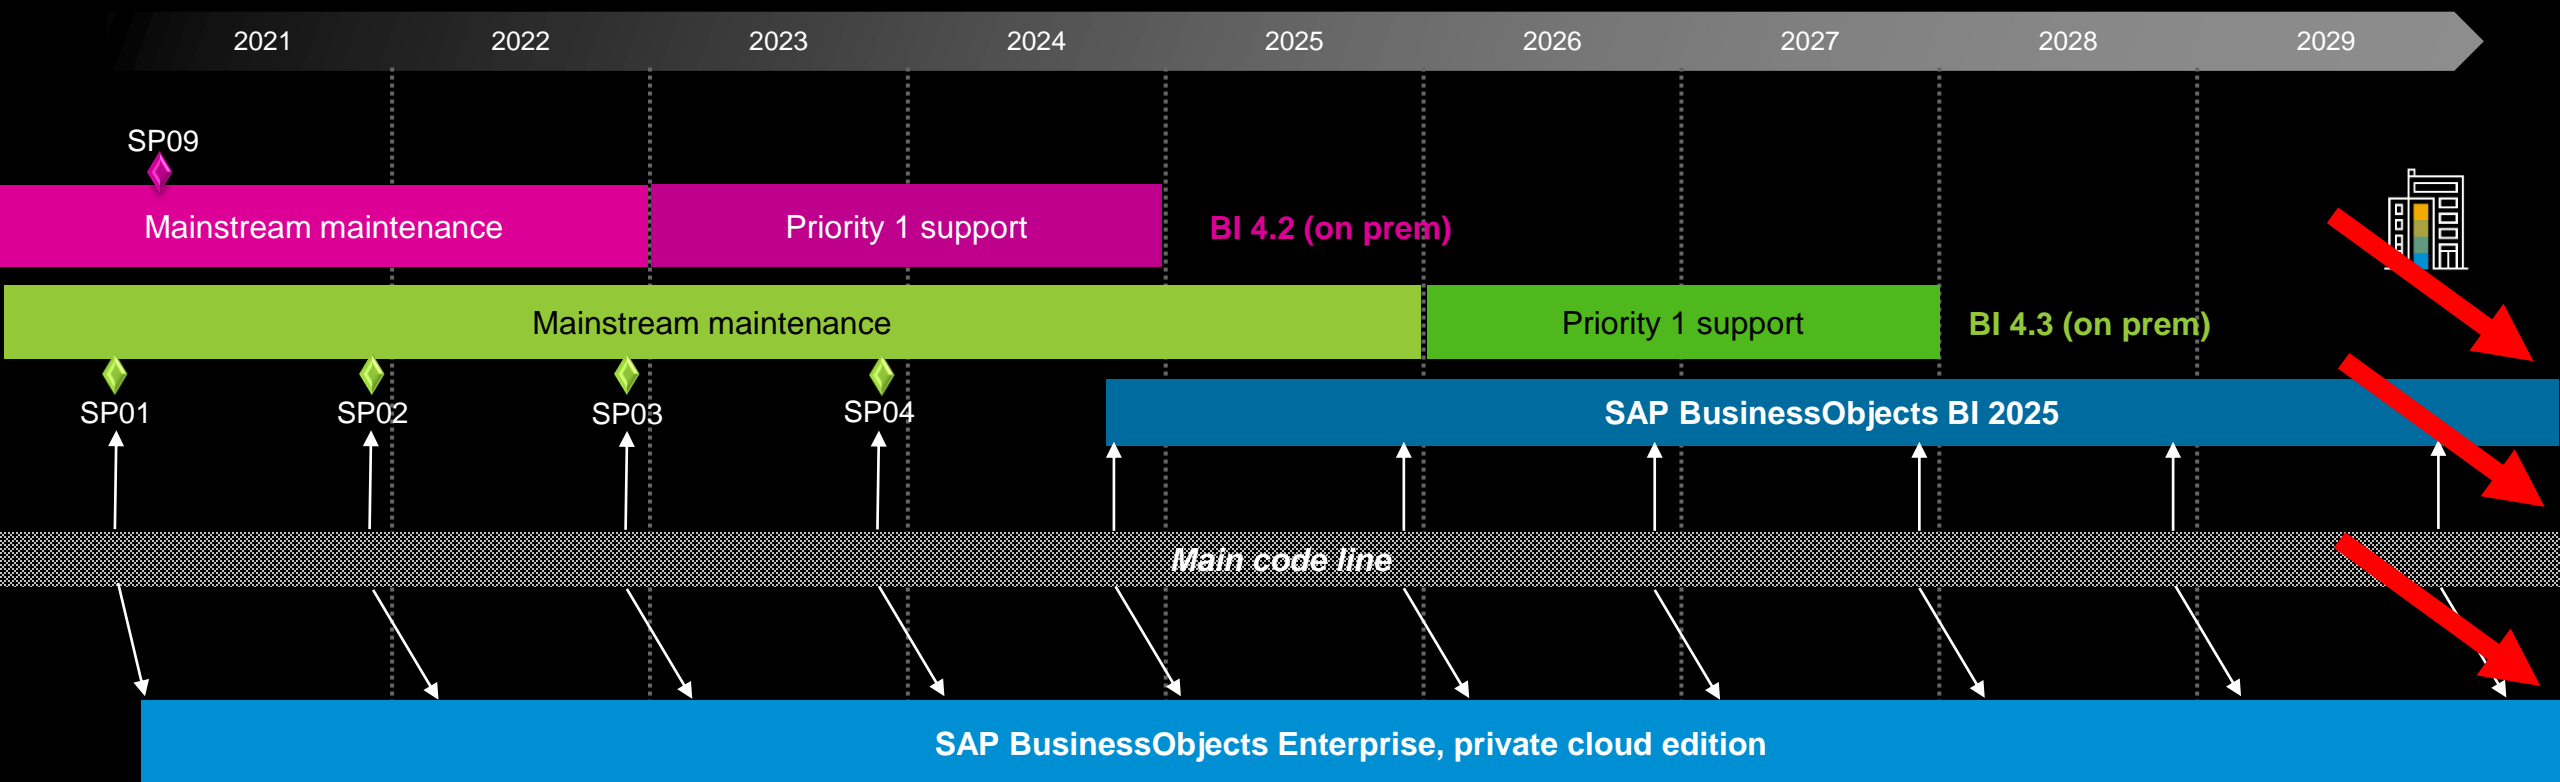 2021 2022 2023 2024 2025 2026 2027 2028 2029
SP09
Mainstream maintenance Priority 1 support BI 4.2 (on prem)
Mainstream maintenance Priority 1 support BI 4.3 (on prem)
SP01 SP02 SP03 SP04 SAP BusinessObjects BI 2025
Main code line
SAP BusinessObjects Enterprise, private cloud edition